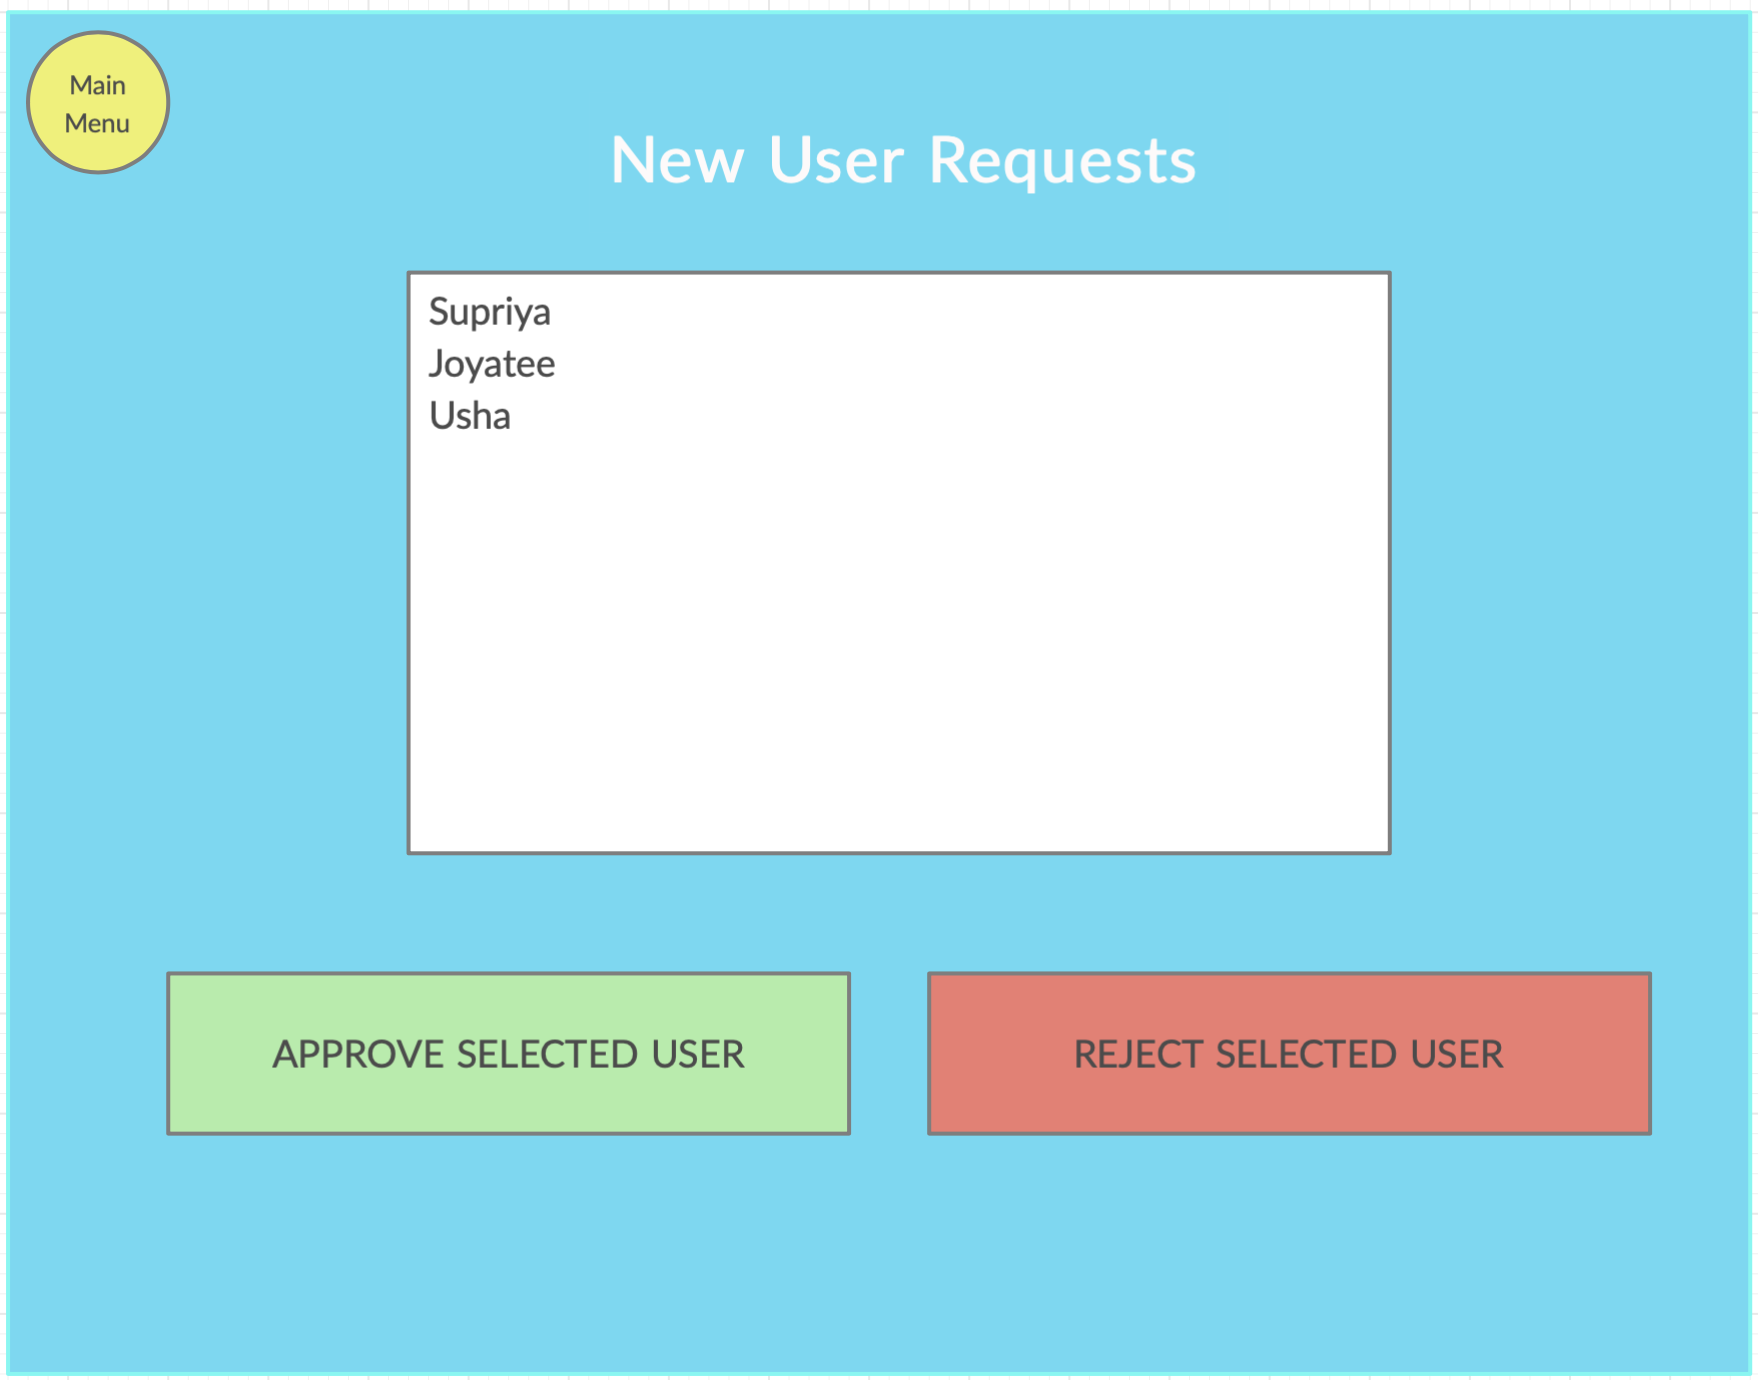 Main
Menu
New User Requests
Supriya
Joyatee
Usha
APPROVE SELECTED USER
REJECT SELECTED USER